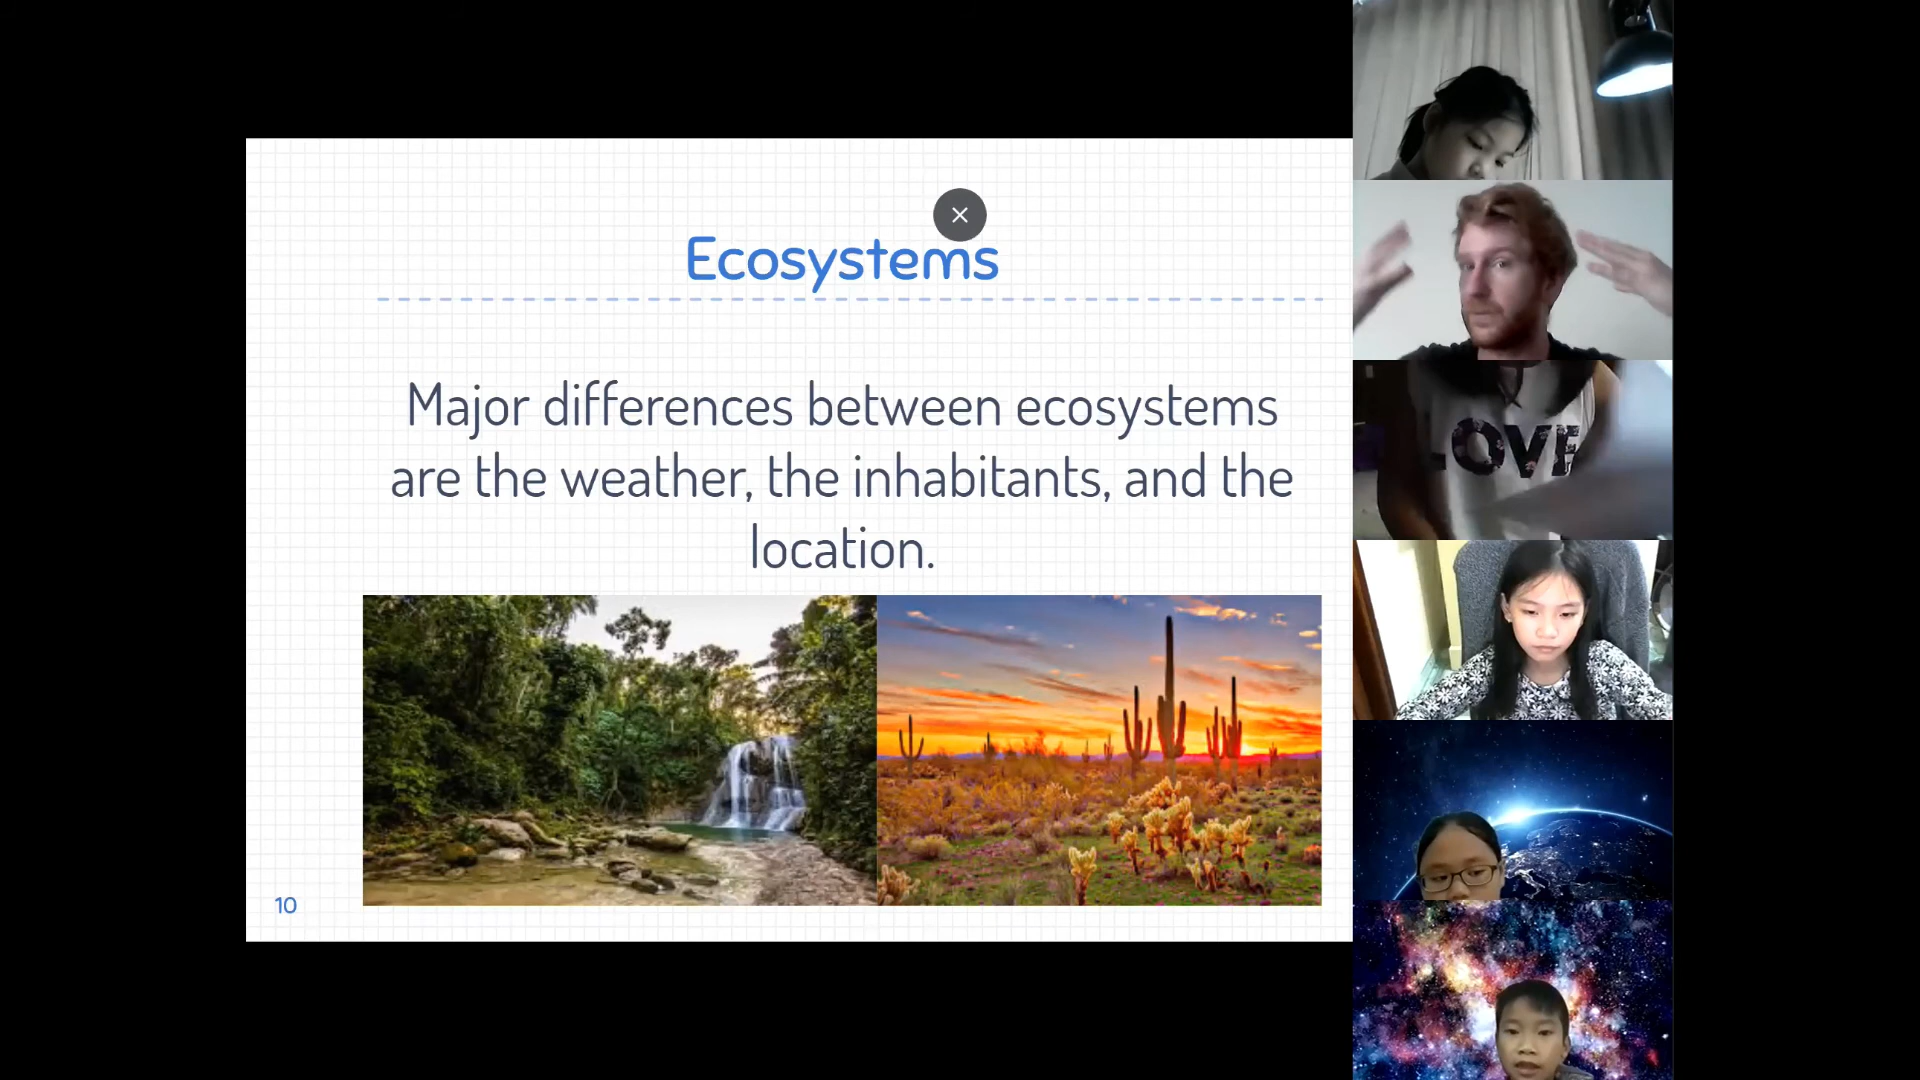 Ecosystems
Major differences between ecosystems
are the weather, the inhabitants, and the
location.
10
LOVE